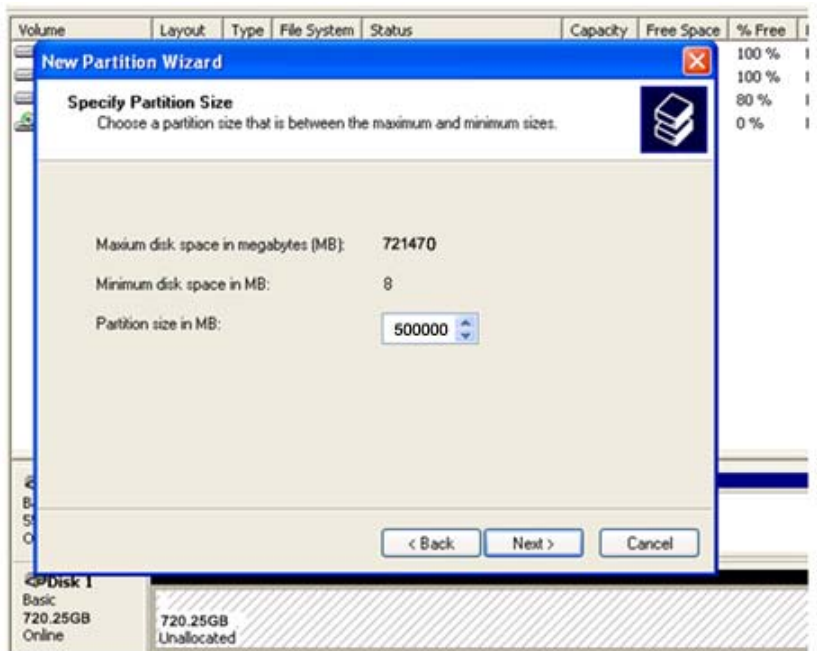 Volume Layout Type File System Status Capacity Free Space % Free
100 %
100 %
80 %
0 %
New Partition Wizard
Specify Partition Size
Choose a partition size that is between the maximum and minimum sizes.
Maxium disk space in megabytes (MB): 721470
Minimum disk space in MB: 8
Partition size in MB: 500000
< Back Next > Cancel
Disk 1
Basic
720.25GB
Online
720.25GB
Unallocated